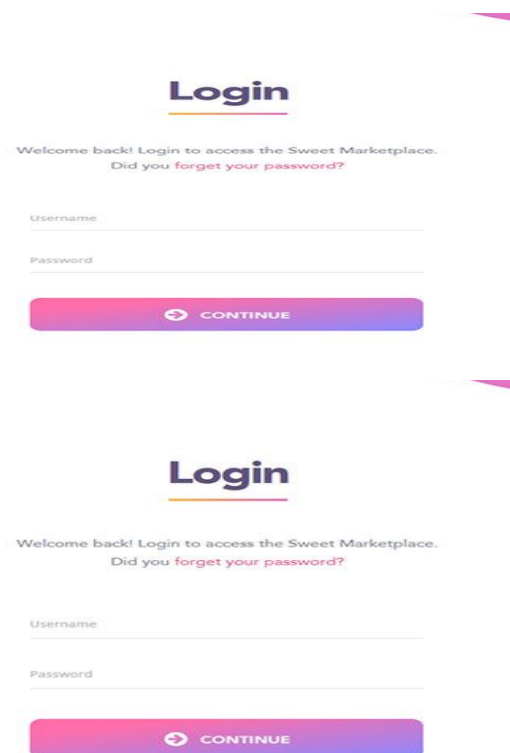 Login
Welcome back! Login to access the Sweet Marketplace.
Did you forget your password?
Username
Password
CONTINUE
Login
Welcome back! Login to access the Sweet Marketplace.
Did you forget your password?
Username
Password
CONTINUE